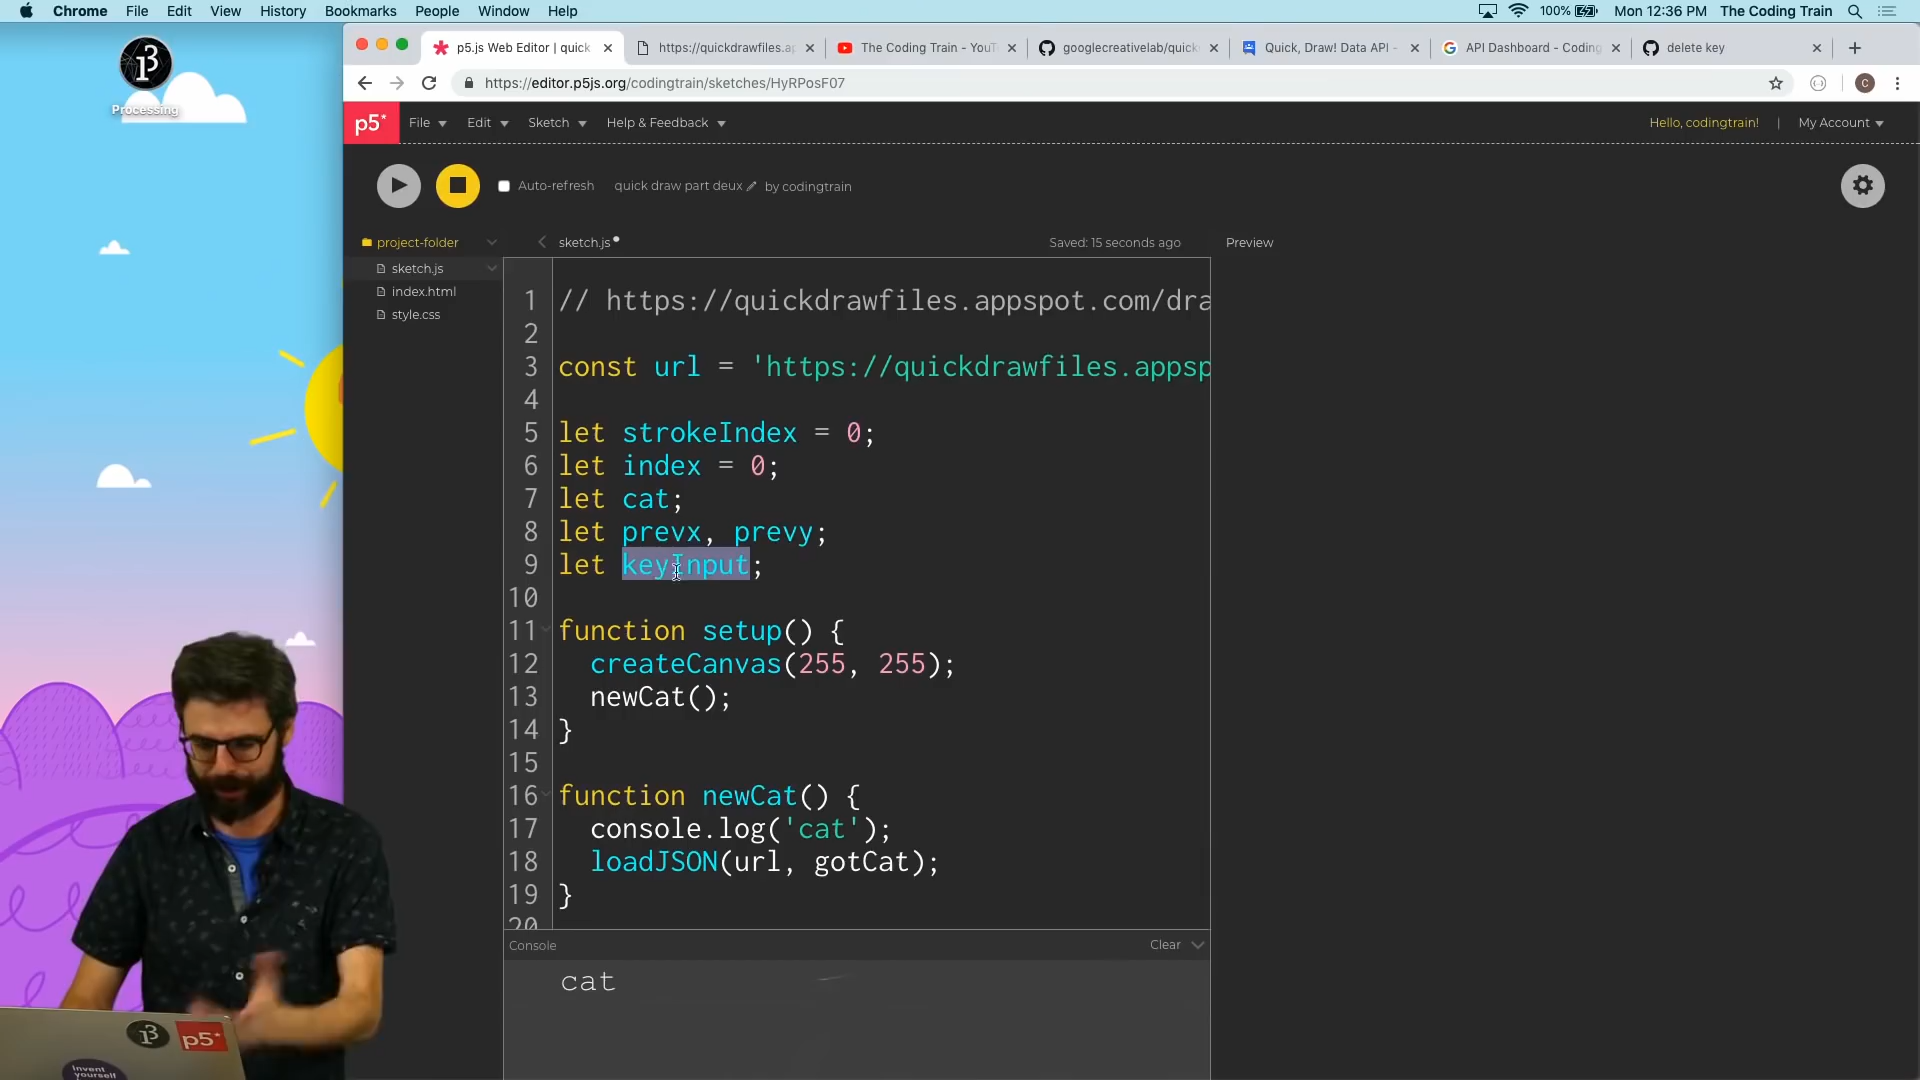 Chrome File Edit View History Bookmarks People Window Help 100% Mon 12:36 PM The Coding Train
Processing
p5.js Web Editor | quick https://quickdrawfiles.ap The Coding Train - YouT googlecreativelab/quick Quick, Draw! Data API - API Dashboard - Coding delete key
https://editor.p5js.org/codingtrain/sketches/HyRPosF07 C
p5* File Edit Sketch Help & Feedback Hello, codingtrain! | My Account
Auto-refresh quick draw part deux by codingtrain
project-folder sketch.js Saved: 15 seconds ago Preview
sketch.js
index.html
style.css
1 // https://quickdrawfiles.appspot.com/dra
2
3 const url = 'https://quickdrawfiles.appsp
4
5 let strokeIndex = 0;
6 let index = 0;
7 let cat;
8 let prevx, prevy;
9 let keyInput;
10
11 function setup() {
12 createCanvas(255, 255);
13 newCat();
14 }
15
16 function newCat() {
17 console.log('cat');
18 loadJSON(url, gotCat);
19 }
20
Console Clear
cat
p5*
Invent
yourself